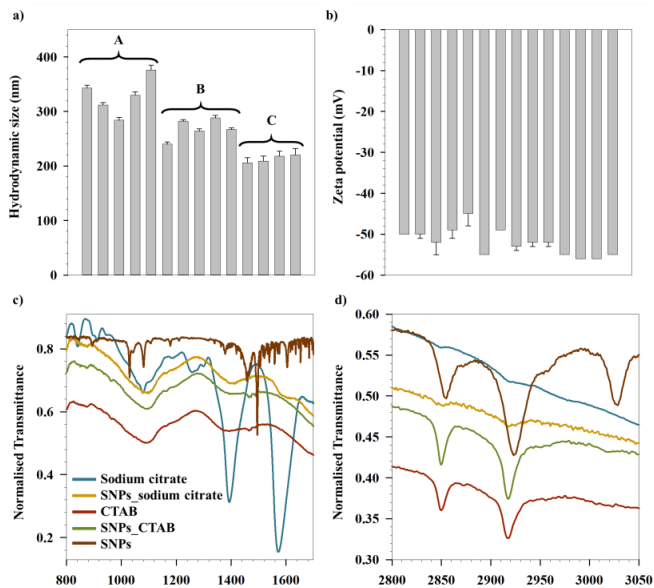 a)
Hydrodynamic size (nm)
400
300
200
100
0
A
B
C
b)
Zeta potential (mV)
0
-10
-20
-30
-40
-50
-60
c)
Normalised Transmittance
0.8
0.6
0.4
0.2
Sodium citrate
SNPs_sodium citrate
CTAB
SNPs_CTAB
SNPs
800 1000 1200 1400 1600
d)
Normalised Transmittance
0.60
0.55
0.50
0.45
0.40
0.35
0.30
2800 2850 2900 2950 3000 3050